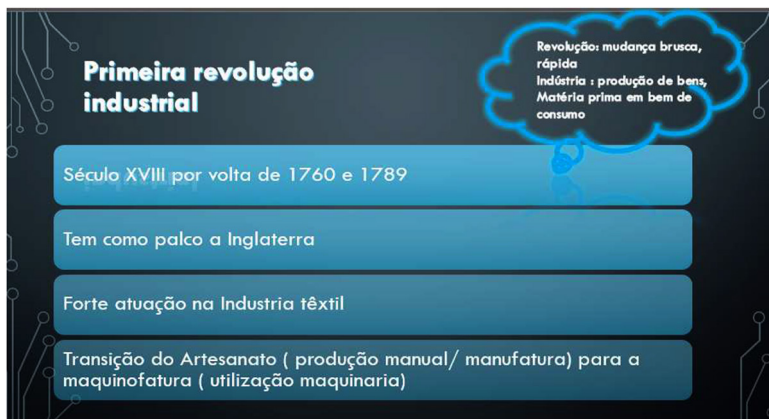 Primeira revolução
industrial
Revolução: mudança brusca,
rápida
Indústria : produção de bens,
Matéria prima em bem de
consumo
Século XVIII por volta de 1760 e 1789
Tem como palco a Inglaterra
Forte atuação na Industria têxtil
Transição do Artesanato ( produção manual/ manufatura) para a
maquinofatura ( utilização maquinaria)